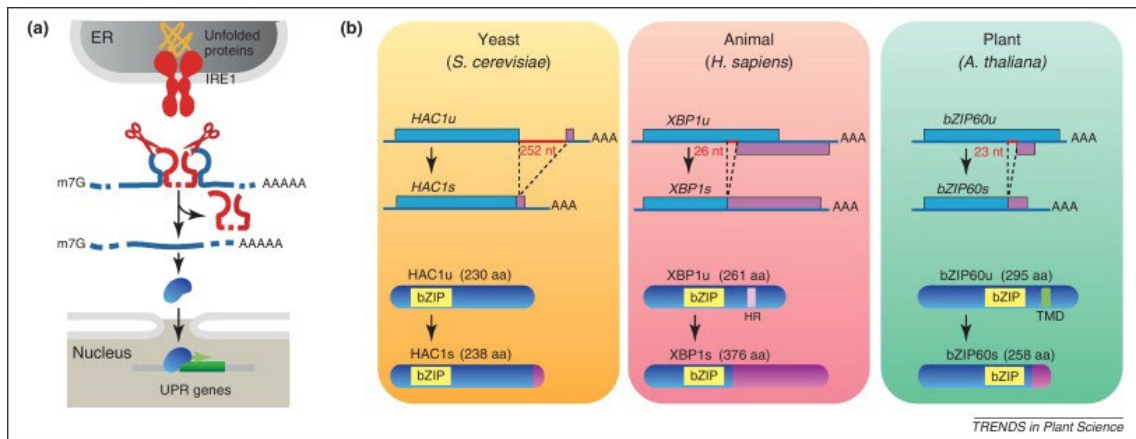 (a)
ER
Unfolded
proteins
IRE1
m7G
AAAAA
m7G
AAAAA
Nucleus
UPR genes
(b)
Yeast
(S. cerevisiae)
HAC1u
AAA
252 nt
HAC1s
AAA
HAC1u (230 aa)
bZIP
HAC1s (238 aa)
bZIP
Animal
(H. sapiens)
XBP1u
AAA
26 nt
XBP1s
AAA
XBP1u (261 aa)
bZIP
HR
XBP1s (376 aa)
bZIP
Plant
(A. thaliana)
bZIP60u
AAA
23 nt
bZIP60s
AAA
bZIP60u (295 aa)
bZIP
TMD
bZIP60s (258 aa)
bZIP
TRENDS in Plant Science